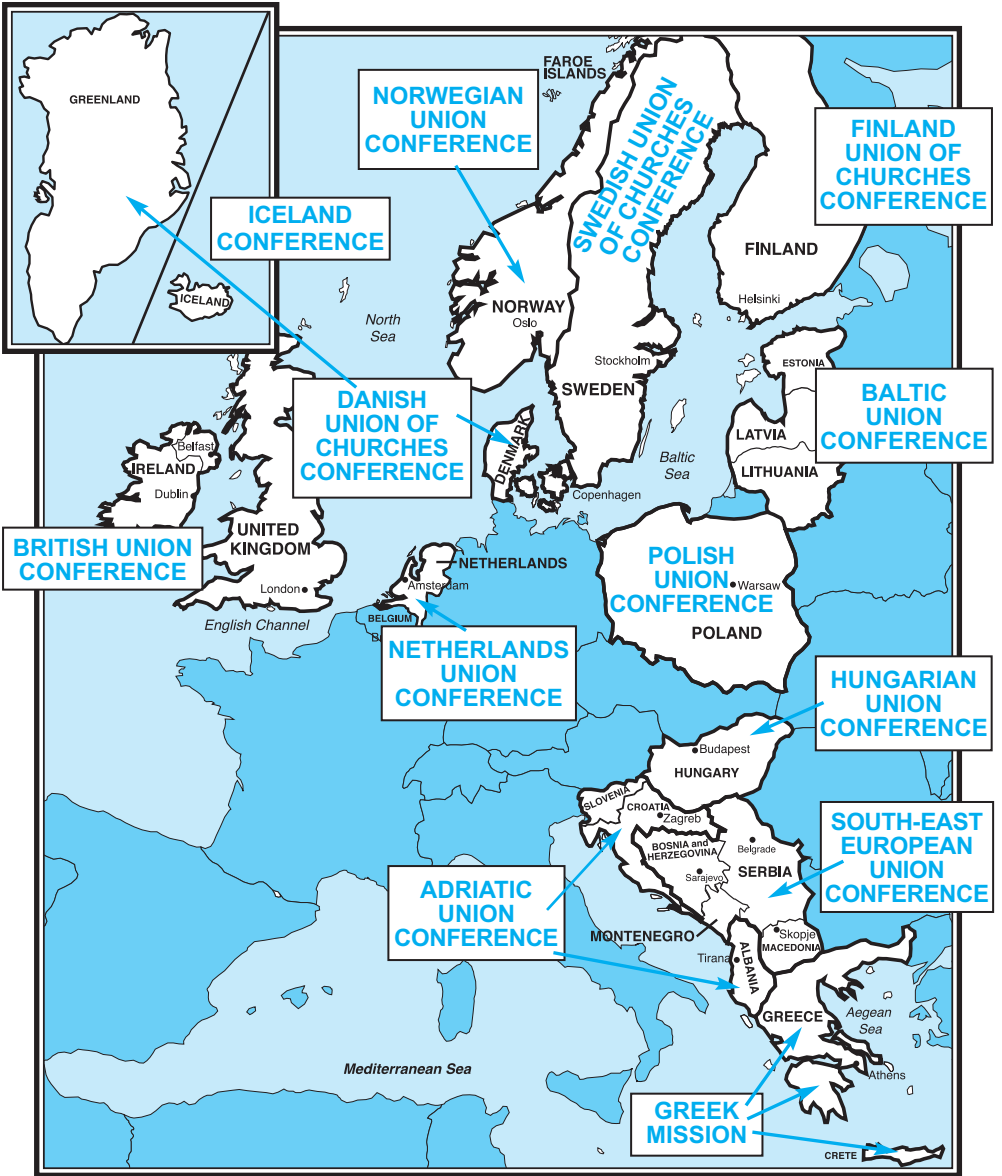 GREENLAND
ICELAND
ICELAND
CONFERENCE
FAROE
ISLANDS
NORWEGIAN
UNION
CONFERENCE
SWEDISH UNION
OF CHURCHES
OF CONFERENCE
CONFERENCE
FINLAND
UNION OF
CHURCHES
CONFERENCE
FINLAND
Helsinki
North
Sea
NORWAY
Oslo
Stockholm
SWEDEN
ESTONIA
BALTIC
UNION
CONFERENCE
LATVIA
LITHUANIA
DANISH
UNION OF
CHURCHES
CONFERENCE
DENMARK
Baltic
Sea
Copenhagen
Belfast
IRELAND
Dublin
BRITISH UNION
CONFERENCE
UNITED
KINGDOM
London
English Channel
NETHERLANDS
Amsterdam
BELGIUM
B
NETHERLANDS
UNION
CONFERENCE
POLISH
UNION
CONFERENCE
Warsaw
POLAND
HUNGARIAN
UNION
CONFERENCE
Budapest
HUNGARY
SLOVENIA
CROATIA
Zagreb
BOSNIA and
HERZEGOVINA
Sarajevo
Belgrade
SERBIA
SOUTH-EAST
EUROPEAN
UNION
CONFERENCE
ADRIATIC
UNION
CONFERENCE
MONTENEGRO
Skopje
MACEDONIA
Tirana
ALBANIA
GREECE
Aegean
Sea
Athens
Mediterranean Sea
GREEK
MISSION
CRETE